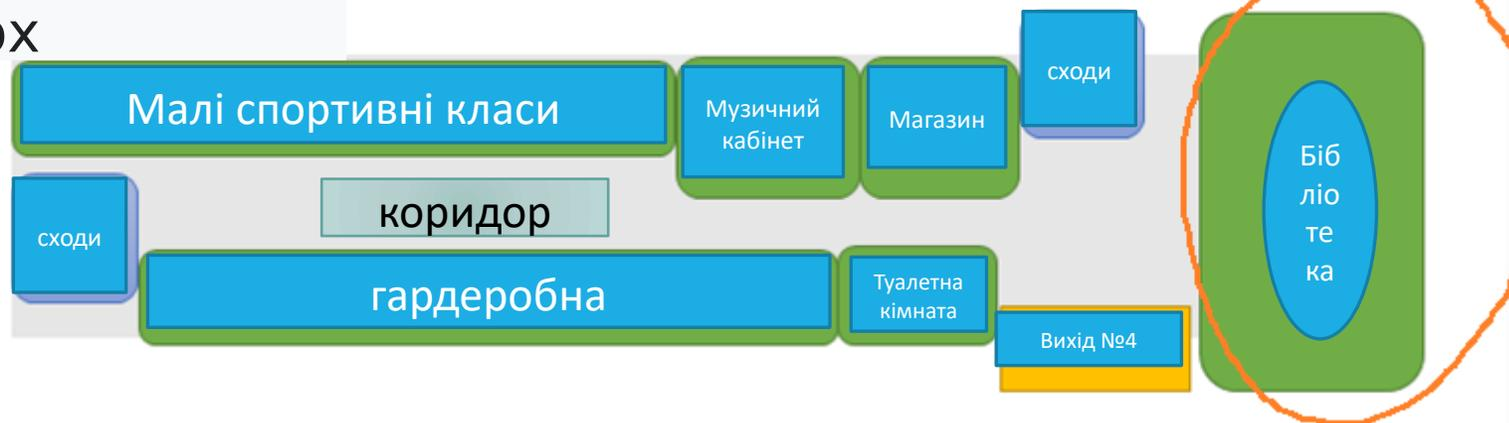 ох
Малі спортивні класи
Музичний
кабінет
Магазин
сходи
Біб
ліо
те
ка
сходи
коридор
гардеробна
Туалетна
кімната
Вихід №4